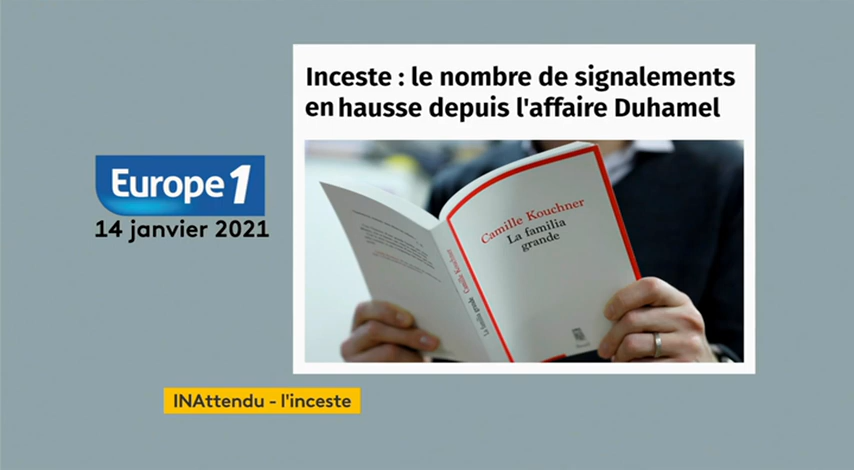 Inceste : le nombre de signalements
en hausse depuis l'affaire Duhamel
Europe 1
14 janvier 2021
Camille Kouchner
La familia
grande
La familia grande Camille Kouchner
INAttendu - l'inceste